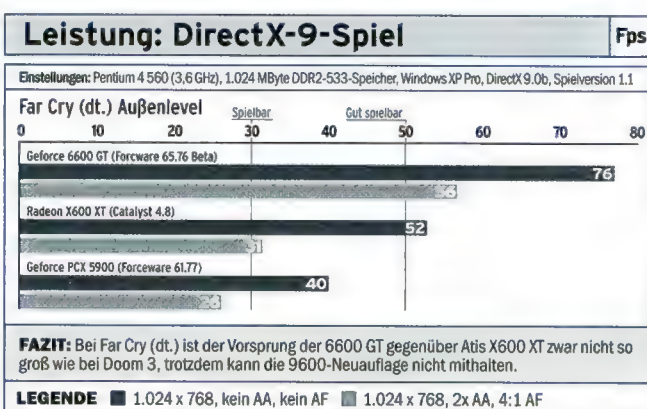 Leistung: DirectX-9-Spiel
Fps
Einstellungen: Pentium 4 560 (3,6 GHz), 1.024 MByte DDR2-533-Speicher, Windows XP Pro, DirectX 9.0b, Spielversion 1.1
Far Cry (dt.) Außenlevel
Spielbar
Gut spielbar
0 10 20 30 40 50 60 70 80
Geforce 6600 GT (Forcware 65.76 Beta)
76
56
Radeon X600 XT (Catalyst 4.8)
52
31
Geforce PCX 5900 (Forceware 61.77)
40
26
FAZIT: Bei Far Cry (dt.) ist der Vorsprung der 6600 GT gegenüber Atis X600 XT zwar nicht so
groß wie bei Doom 3, trotzdem kann die 9600-Neuauflage nicht mithalten.
LEGENDE 1.024 x 768, kein AA, kein AF 1.024 x 768, 2x AA, 4:1 AF